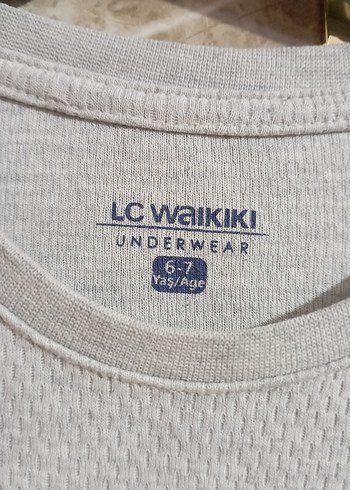 LC WAIKIKI
UNDERWEAR
6-7
Yaş/Age